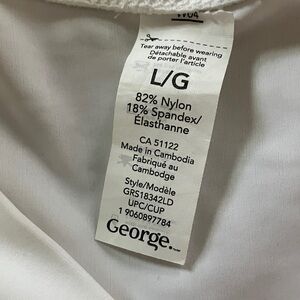 Tear away before wearing
Détachable avant
de porter l'article
L/G
82% Nylon
18% Spandex/
Élasthanne
CA 51122
Made in Cambodia
Fabriqué au
Cambodge
Style/Modèle
GRS18342LD
UPC/CUP
1 9060897784
George.